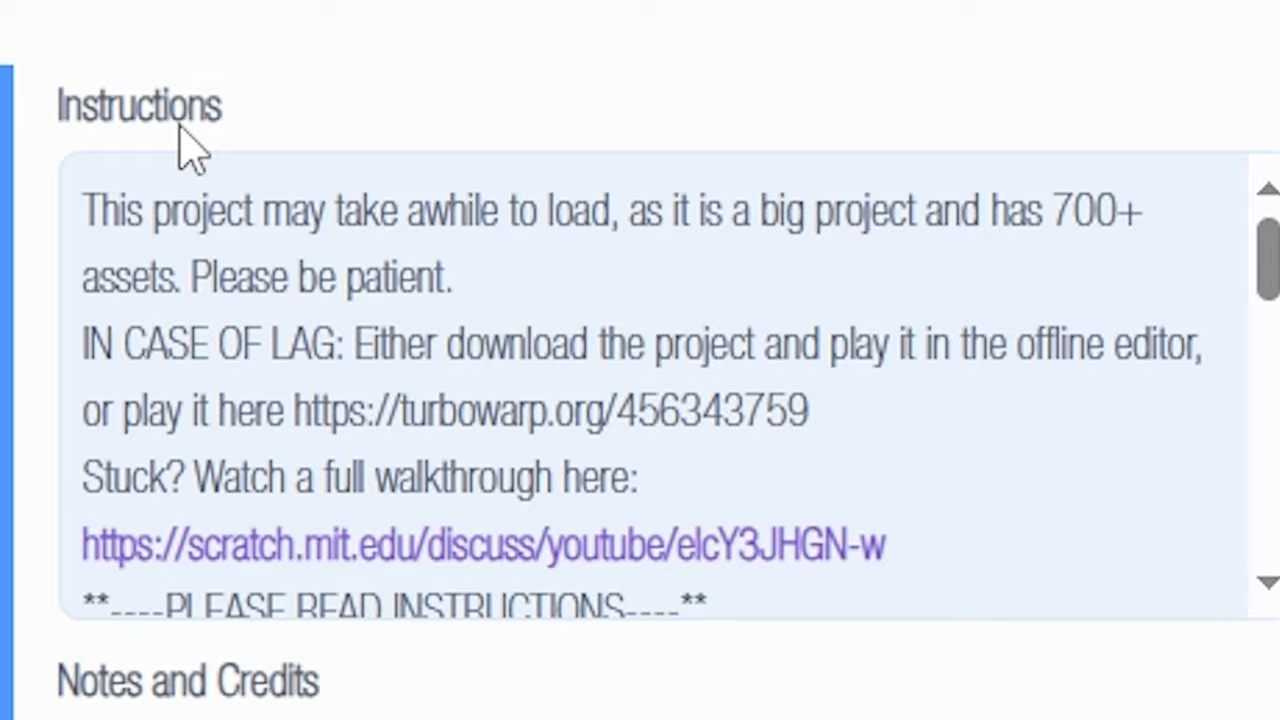 Instructions
This project may take awhile to load, as it is a big project and has 700+
assets. Please be patient.
IN CASE OF LAG: Either download the project and play it in the offline editor,
or play it here https://turbowarp.org/456343759
Stuck? Watch a full walkthrough here:
https://scratch.mit.edu/discuss/youtube/elcY3JHGN-w
**----PLEASE READ INSTRUCTIONS----**
Notes and Credits